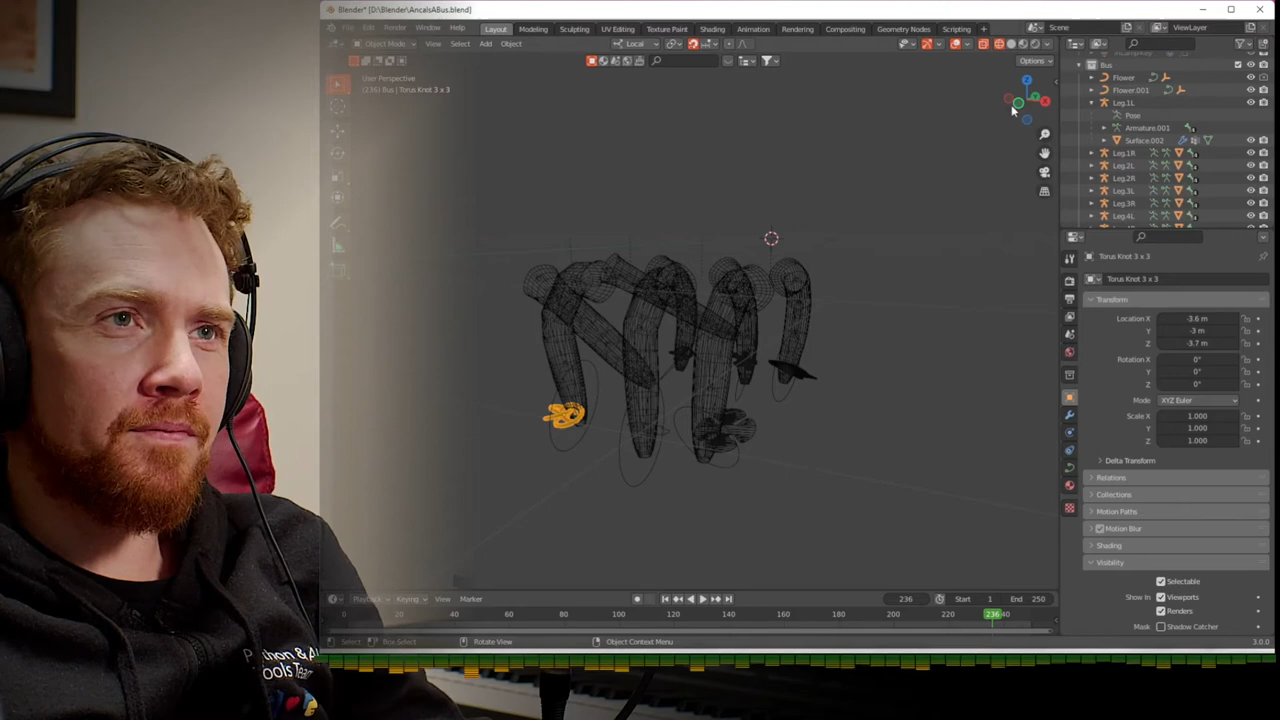 Blender* [D:\Blender\AncalsABus.blend]
File Edit Render Window Help Layout Modeling Sculpting UV Editing Texture Paint Shading Animation Rendering Compositing Geometry Nodes Scripting + Scene ViewLayer
Object Mode View Select Add Object Local
Options
User Perspective
(236) Bus | Torus Knot 3 x 3
Bus
Flower
Flower.001
Leg.1L
Pose
Armature.001
Surface.002
Leg.1R
Leg.2L
Leg.2R
Leg.3L
Leg.3R
Leg.4L
Torus Knot 3 x 3
Torus Knot 3 x 3
Transform
Location X -3.6 m
Y -3 m
Z -3.7 m
Rotation X 0°
Y 0°
Z 0°
Mode XYZ Euler
Scale X 1.000
Y 1.000
Z 1.000
Delta Transform
Relations
Collections
Motion Paths
Motion Blur
Shading
Visibility
Selectable
Show In Viewports
Renders
Mask Shadow Catcher
Playback Keying View Marker 236 Start 1 End 250
0 20 40 60 80 100 120 140 160 180 200 220 236 40
Select Box Select Rotate View Object Context Menu 3.0.0
Tools Team